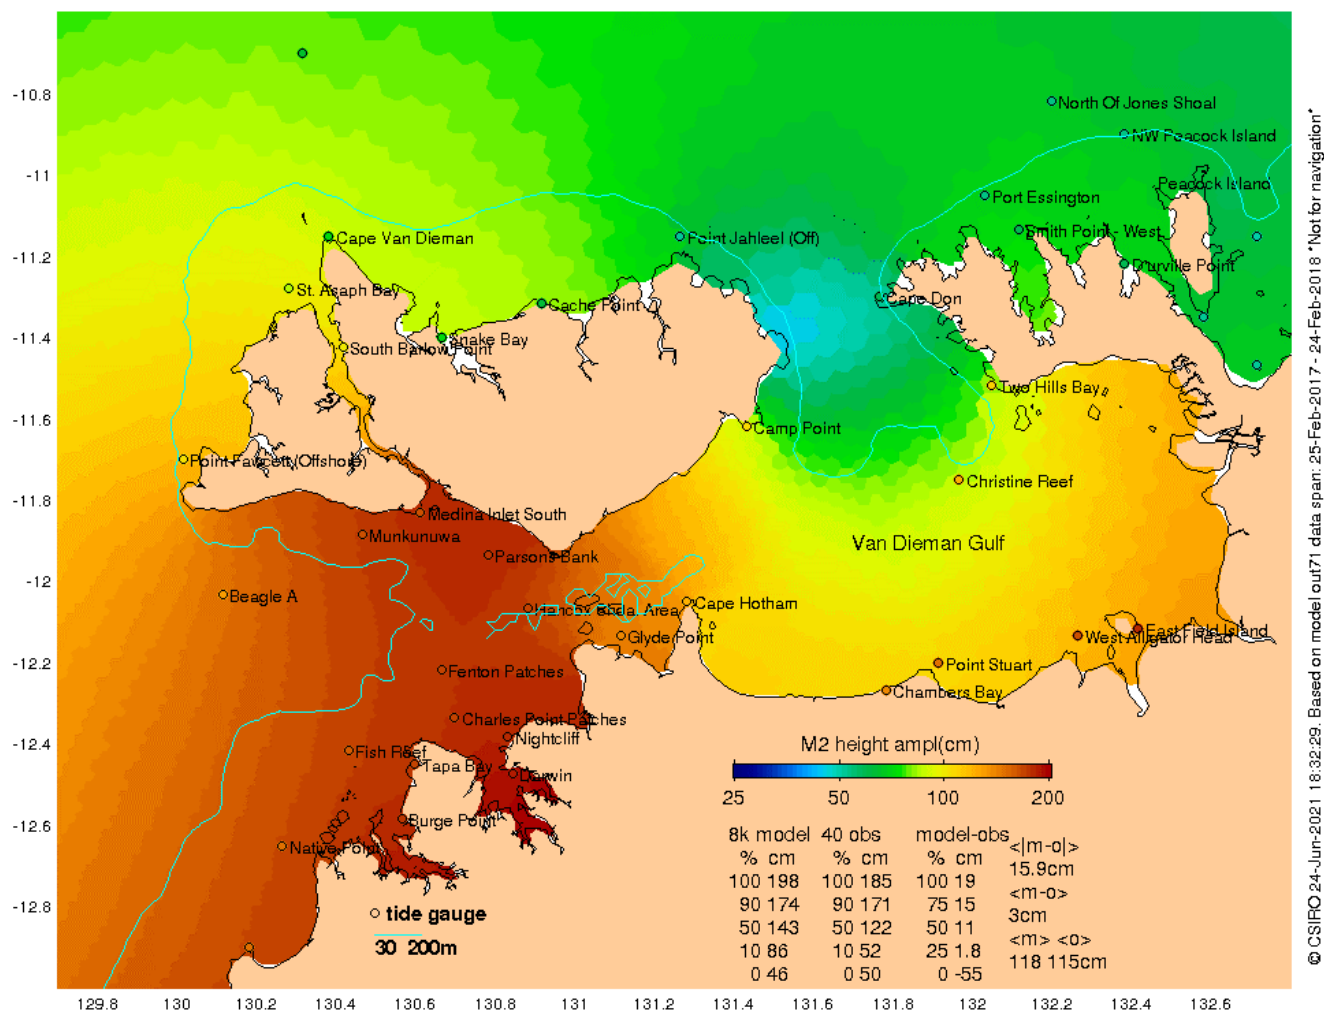 -10.8
-11
-11.2
-11.4
-11.6
-11.8
-12
-12.2
-12.4
-12.6
-12.8
129.8 130 130.2 130.4 130.6 130.8 131 131.2 131.4 131.6 131.8 132 132.2 132.4 132.6
North Of Jones Shoal
NW Peacock Island
Peacock Island
Port Essington
Smith Point - West
D'urville Point
Cape Don
Point Jahleel (Off)
Cape Van Dieman
St. Asaph Bay
Cache Point
Snake Bay
South Barlow Point
Two Hills Bay
Camp Point
Point Fawcett (Offshore)
Christine Reef
Medina Inlet South
Munkunuwa
Parsons Bank
Van Dieman Gulf
Beagle A
Area
Cape Hotham
Glyde Point
East Field Island
West Alligator Head
Point Stuart
Chambers Bay
Fenton Patches
Charles Point Patches
Nightcliff
Fish Reef
Tapa Bay
Darwin
Burge Point
Native Point
tide gauge
30 200m
M2 height ampl(cm)
25 50 100 200
8k model 40 obs model-obs
% cm % cm % cm
100 198 100 185 100 19
90 174 90 171 75 15
50 143 50 122 50 11
10 86 10 52 25 1.8
0 46 0 50 0 -55
<|m-o|>
15.9cm
<m-o>
3cm
<m> <o>
118 115cm
© CSIRO 24-Jun-2021 18:32:29. Based on model out71 data span: 25-Feb-2017 - 24-Feb-2018 *Not for navigation*